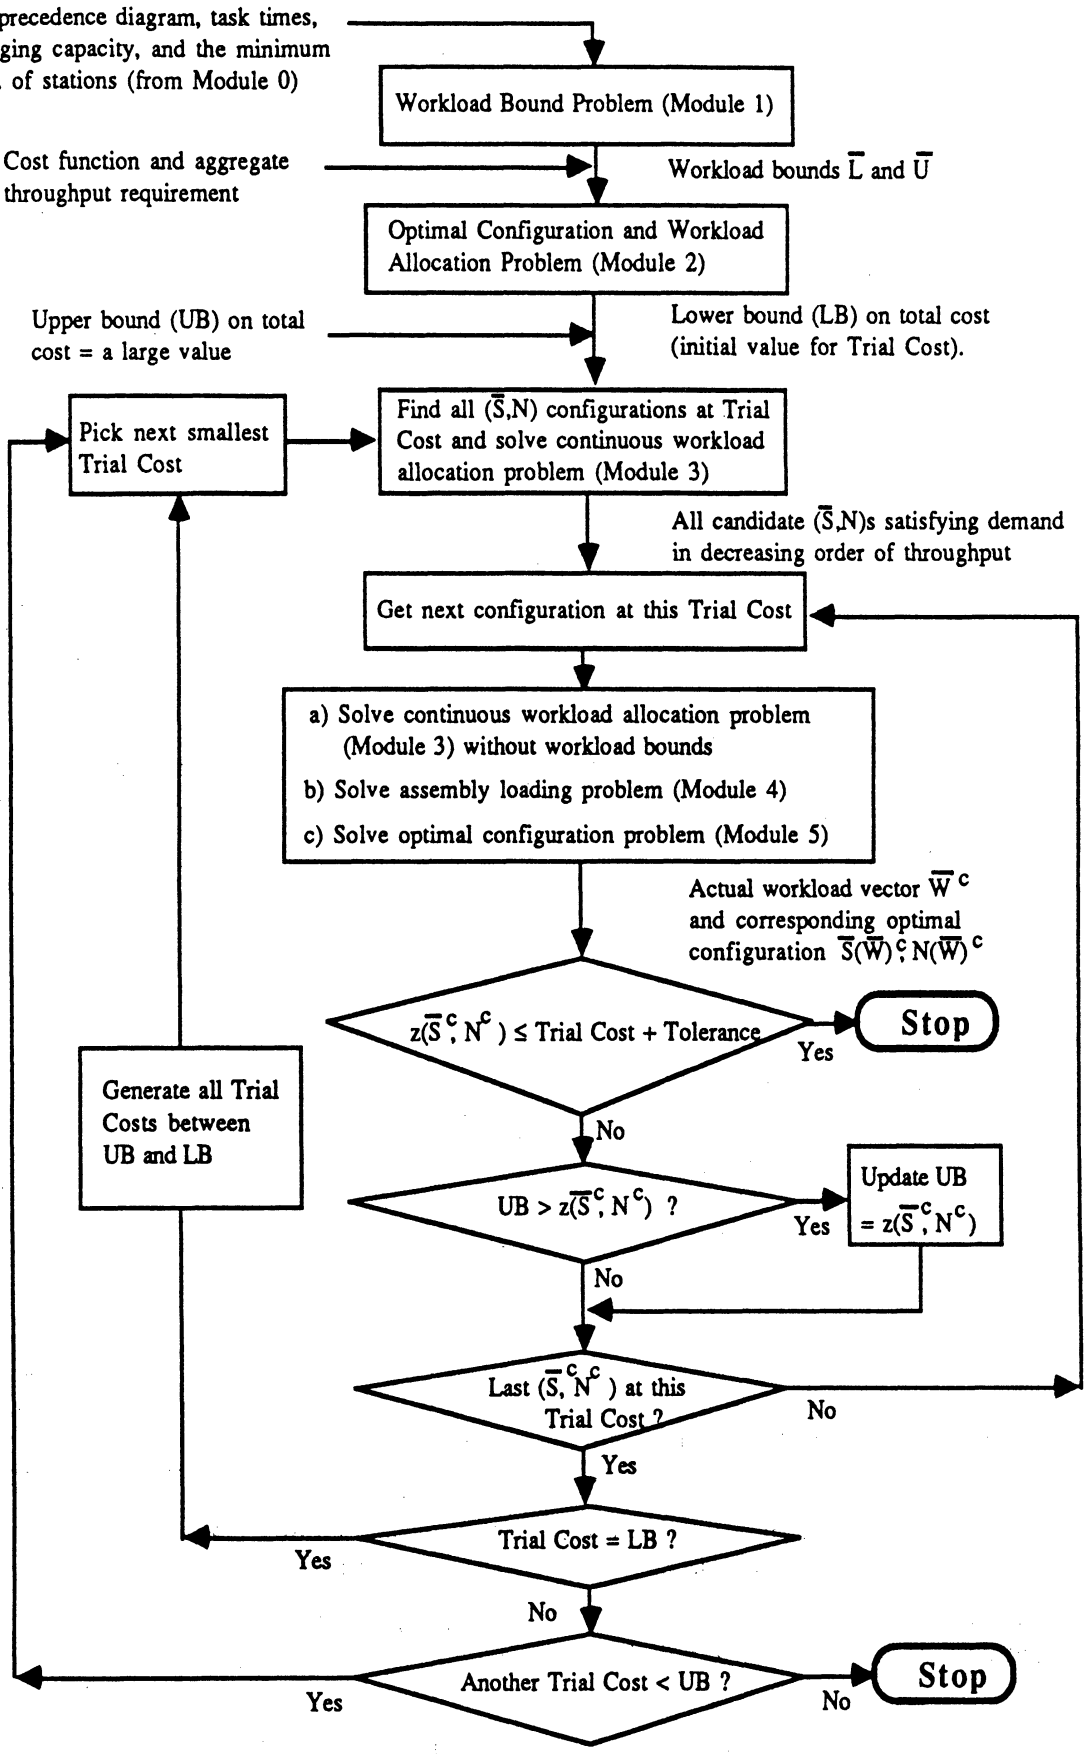 precedence diagram, task times,
ging capacity, and the minimum
. of stations (from Module 0)
Workload Bound Problem (Module 1)
Cost function and aggregate
throughput requirement
Workload bounds L̅ and U̅
Optimal Configuration and Workload
Allocation Problem (Module 2)
Upper bound (UB) on total
cost = a large value
Lower bound (LB) on total cost
(initial value for Trial Cost).
Pick next smallest
Trial Cost
Find all (S̅,N) configurations at Trial
Cost and solve continuous workload
allocation problem (Module 3)
All candidate (S̅,N)s satisfying demand
in decreasing order of throughput
Get next configuration at this Trial Cost
a) Solve continuous workload allocation problem
(Module 3) without workload bounds
b) Solve assembly loading problem (Module 4)
c) Solve optimal configuration problem (Module 5)
Actual workload vector W̅ᶜ
and corresponding optimal
configuration S̅(W̅)ᶜ, N(W̅)ᶜ
z(S̅ᶜ, Nᶜ) ≤ Trial Cost + Tolerance
Yes
Stop
No
Generate all Trial
Costs between
UB and LB
UB > z(S̅ᶜ, Nᶜ) ?
Yes
Update UB
= z(S̅ᶜ, Nᶜ)
No
Last (S̅ᶜ, Nᶜ) at this
Trial Cost ?
No
Yes
Trial Cost = LB ?
Yes
No
Another Trial Cost < UB ?
Yes
No
Stop